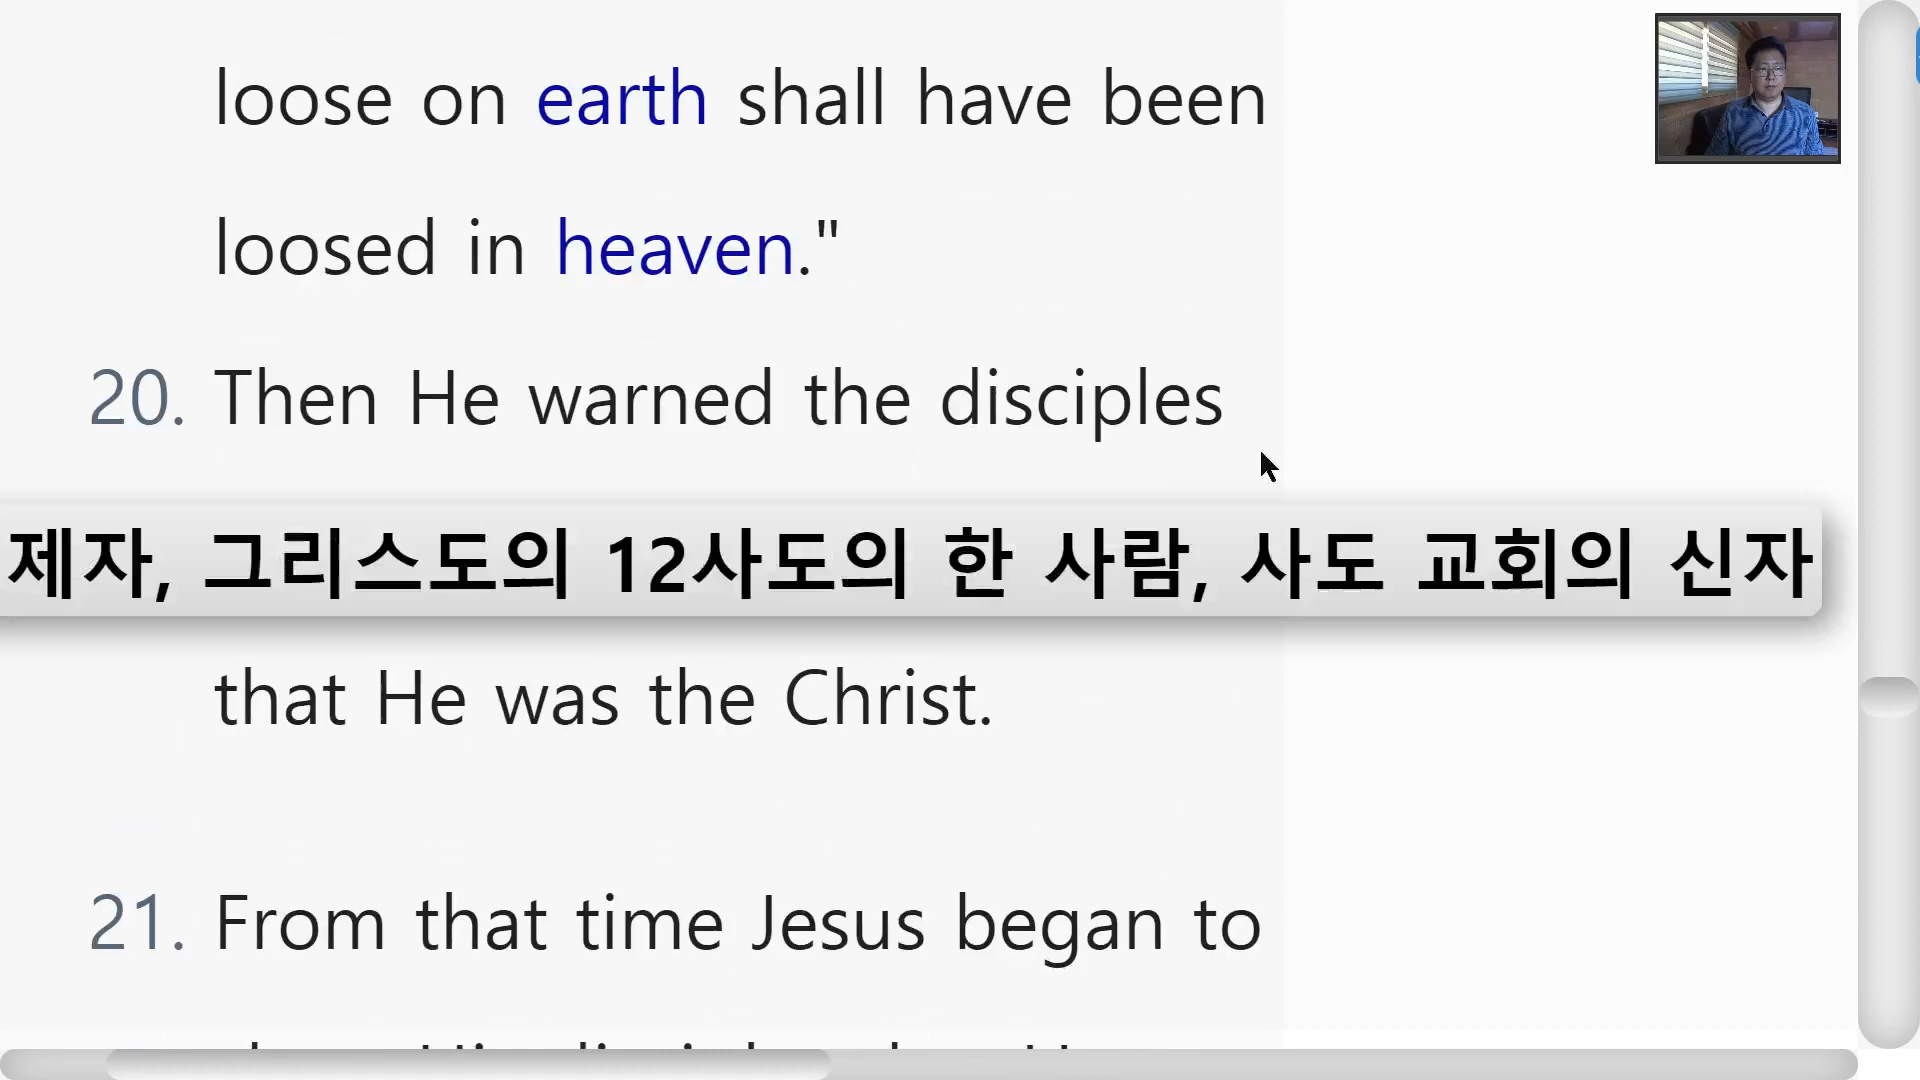 loose on earth shall have been
loosed in heaven."
20. Then He warned the disciples
제자, 그리스도의 12사도의 한 사람, 사도 교회의 신자
that He was the Christ.
21. From that time Jesus began to